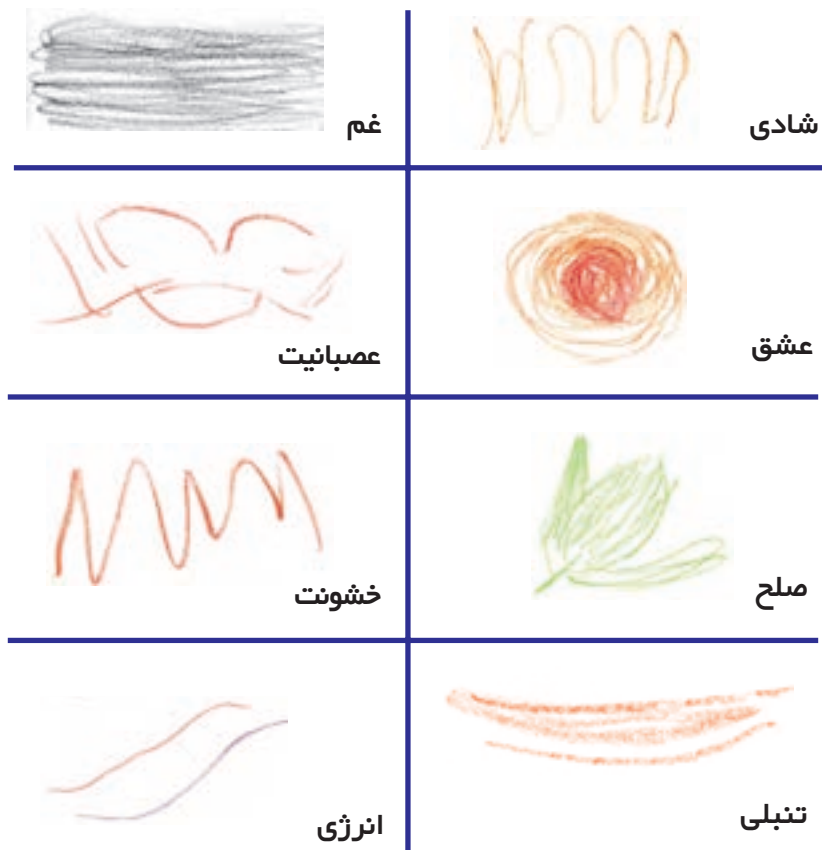 شادی
غم
عشق
عصبانیت
صلح
خشونت
تنبلی
انرژی